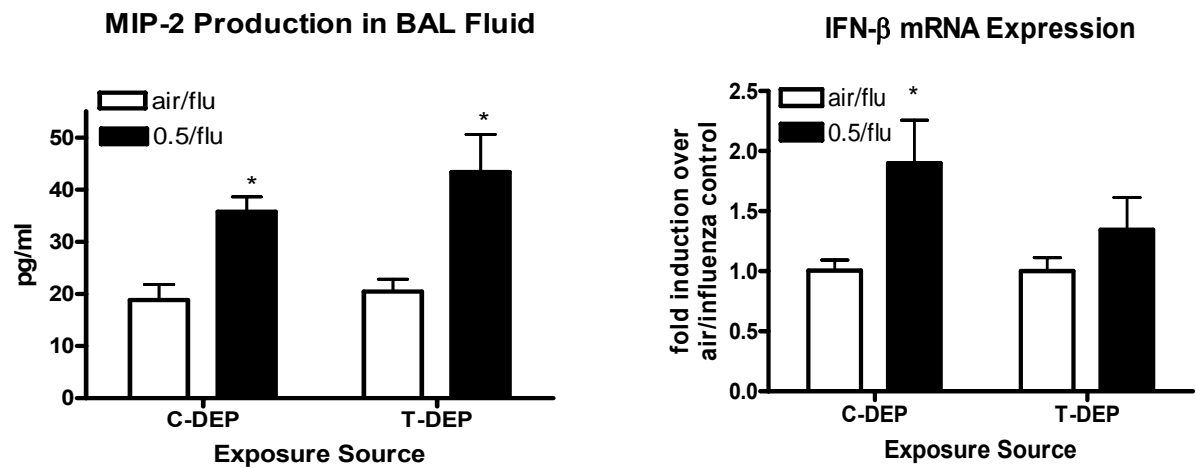 MIP-2 Production in BAL Fluid
air/flu
0.5/flu
*
*
50
40
30
20
10
0
pg/ml
C-DEP
T-DEP
Exposure Source
IFN-β mRNA Expression
air/flu
0.5/flu
*
2.5
2.0
1.5
1.0
0.5
0.0
fold induction over
air/influenza control
C-DEP
T-DEP
Exposure Source